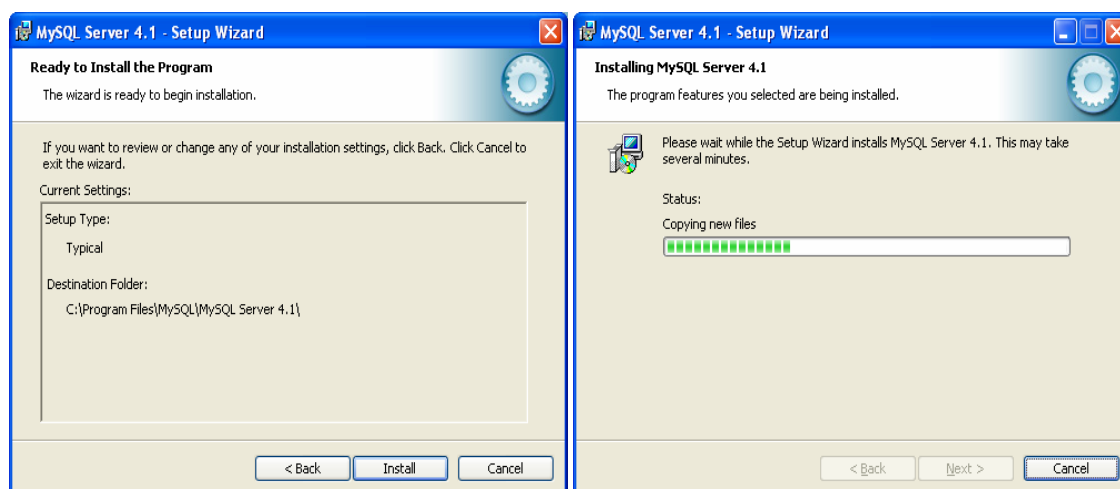 MySQL Server 4.1 - Setup Wizard
Ready to Install the Program
The wizard is ready to begin installation.
If you want to review or change any of your installation settings, click Back. Click Cancel to
exit the wizard.
Current Settings:
Setup Type:
Typical
Destination Folder:
C:\Program Files\MySQL\MySQL Server 4.1\
< Back
Install
Cancel
MySQL Server 4.1 - Setup Wizard
Installing MySQL Server 4.1
The program features you selected are being installed.
Please wait while the Setup Wizard installs MySQL Server 4.1. This may take
several minutes.
Status:
Copying new files
< Back
Next >
Cancel